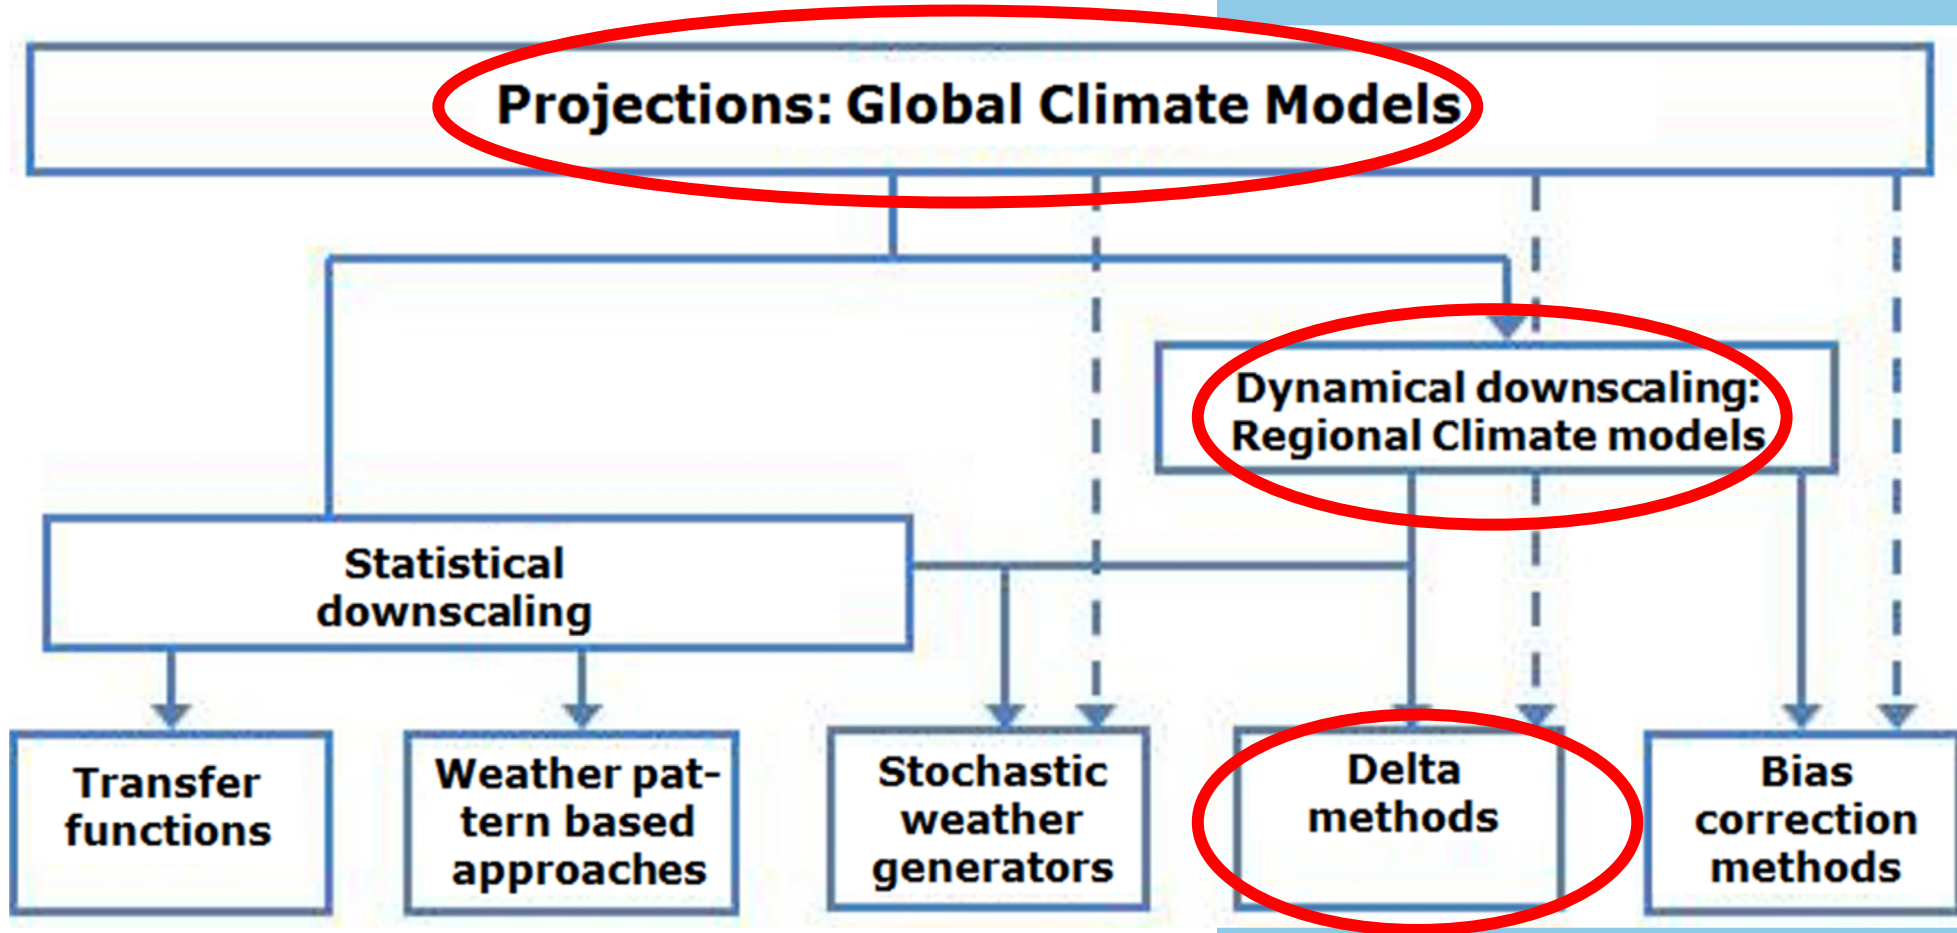 Projections: Global Climate Models
Dynamical downscaling:
Regional Climate models
Statistical
downscaling
Transfer
functions
Weather pat-
tern based
approaches
Stochastic
weather
generators
Delta
methods
Bias
correction
methods